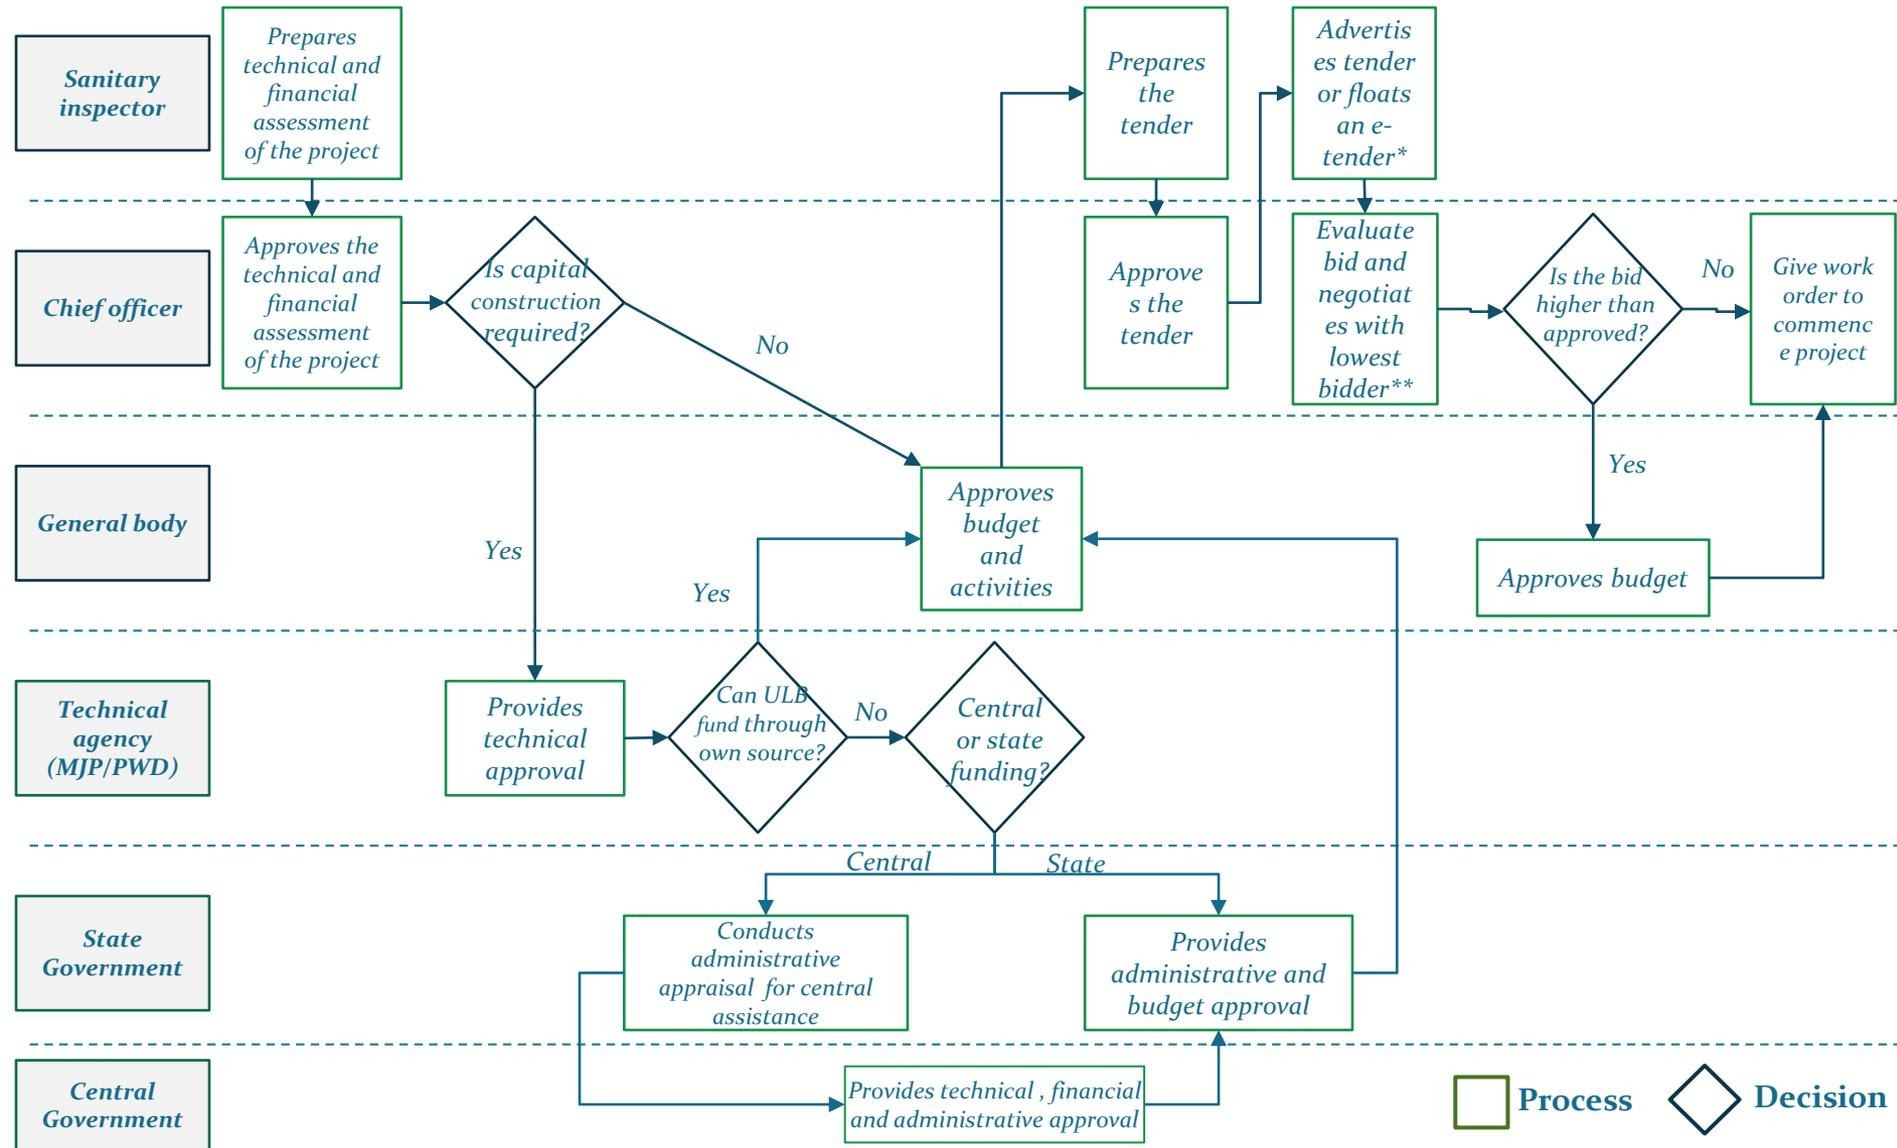 Sanitary
inspector
Prepares
technical and
financial
assessment
of the project
Prepares
the
tender
Advertis
es tender
or floats
an e-
tender*
Chief officer
Approves the
technical and
financial
assessment
of the project
Is capital
construction
required?
No
Approve
s the
tender
Evaluate
bid and
negotiat
es with
lowest
bidder**
Is the bid
higher than
approved?
No
Give work
order to
commenc
e project
General body
Yes
Yes
Approves
budget
and
activities
Yes
Approves budget
Technical
agency
(MJP/PWD)
Provides
technical
approval
Can ULB
fund through
own source?
No
Central
or state
funding?
Central
State
State
Government
Conducts
administrative
appraisal for central
assistance
Provides
administrative and
budget approval
Central
Government
Provides technical , financial
and administrative approval
Process
Decision